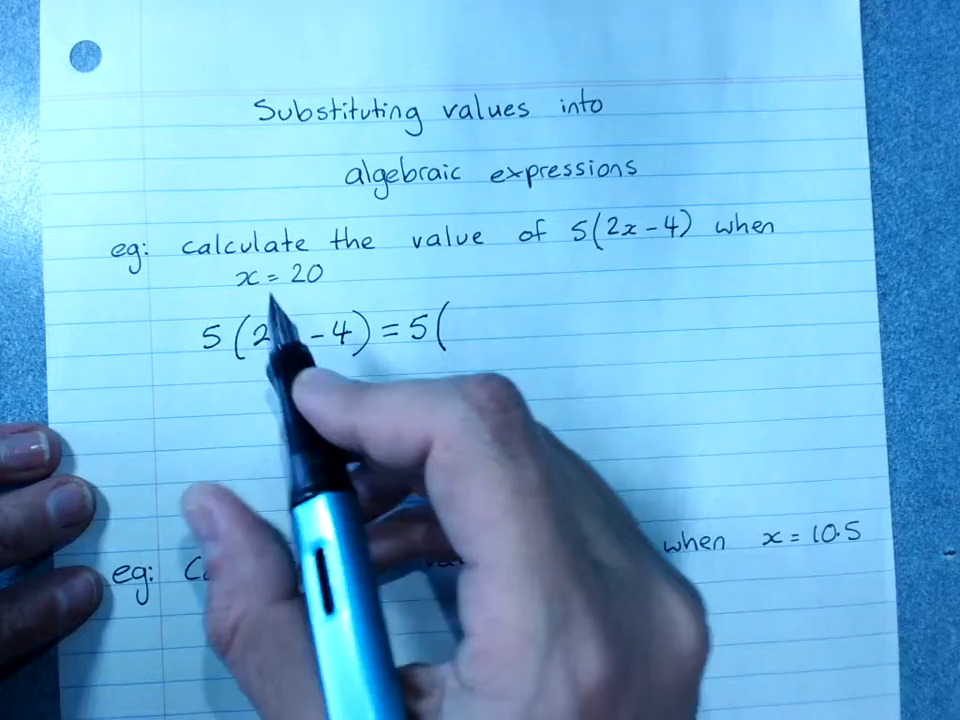 Substituting values into
algebraic expressions
eg: calculate the value of 5(2x-4) when
x = 20
5(2 -4) = 5(
eg: when x = 10.5